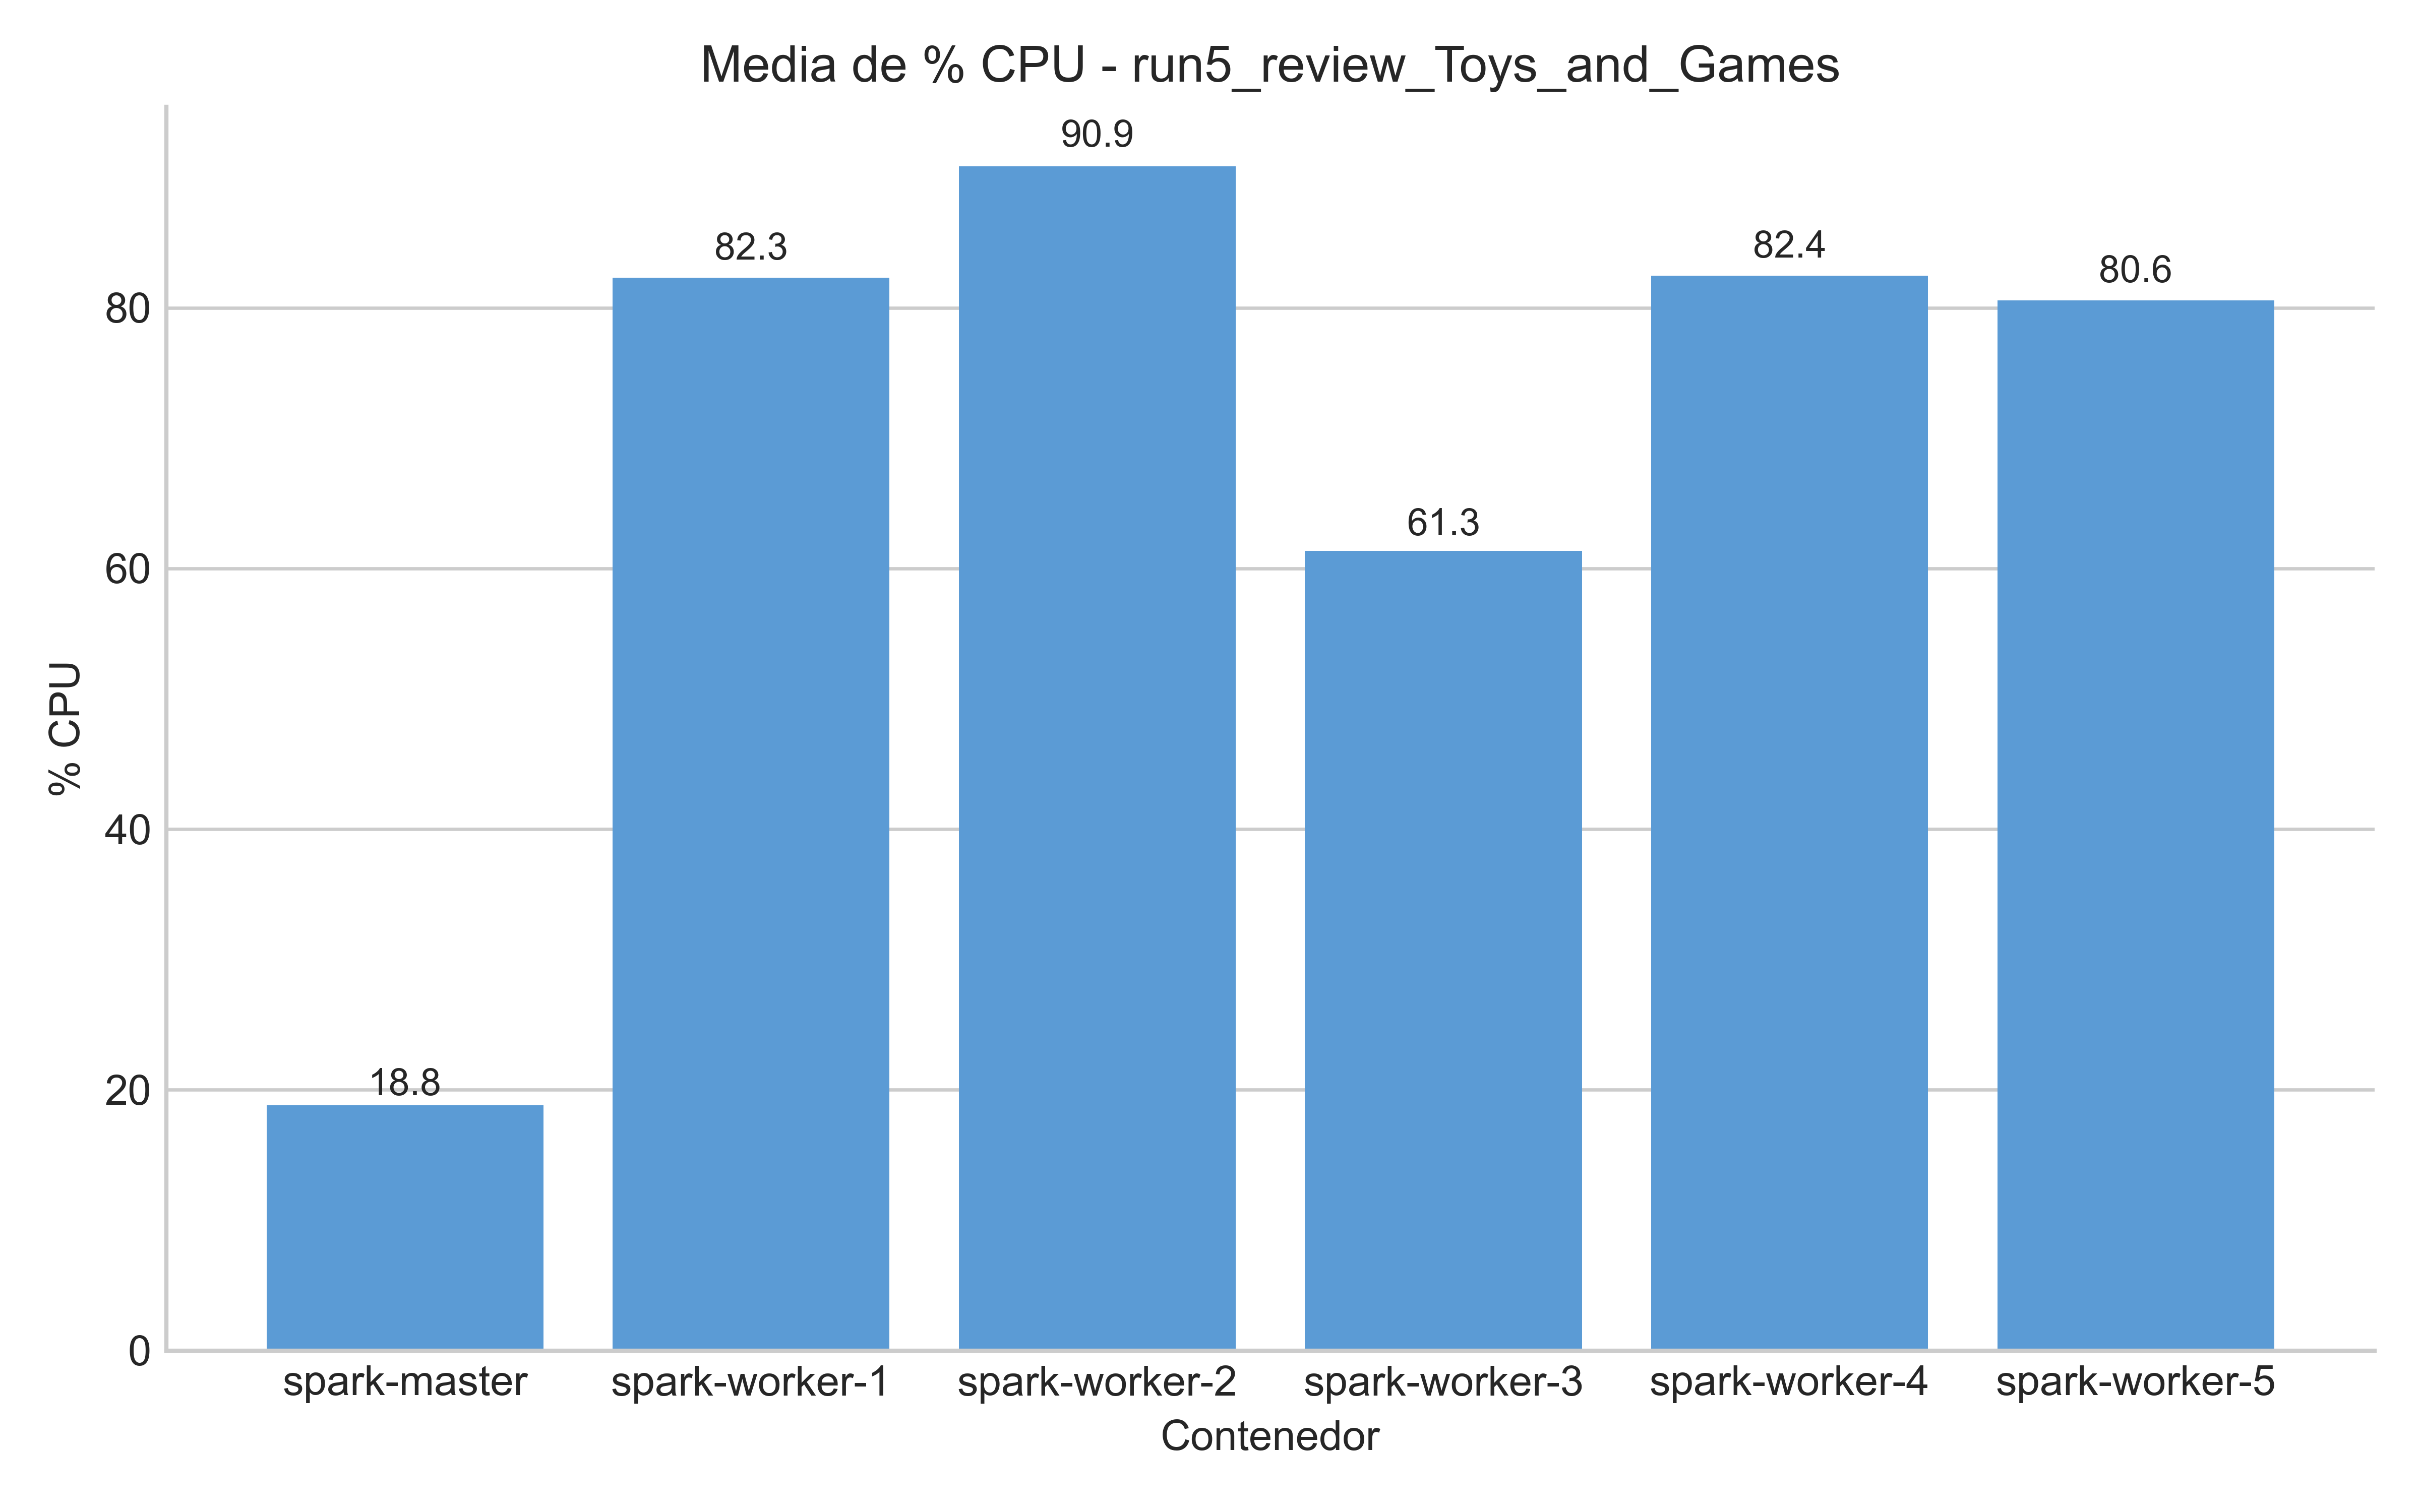 Media de % CPU - run5_review_Toys_and_Games
90.9
82.3
82.4
80.6
61.3
18.8
80
60
40
20
0
% CPU
spark-master spark-worker-1 spark-worker-2 spark-worker-3 spark-worker-4 spark-worker-5
Contenedor